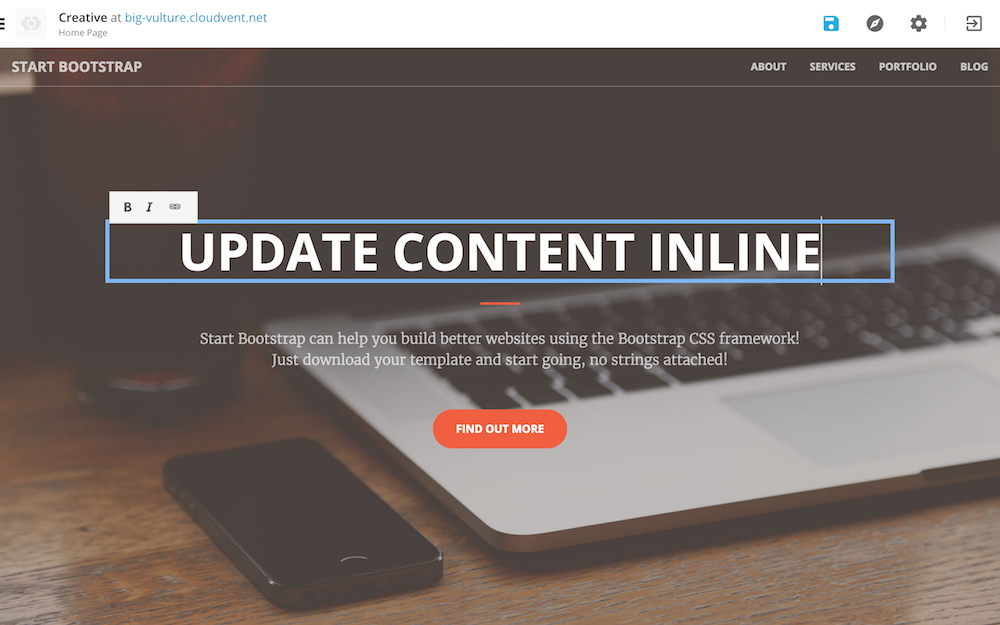 Creative at big-vulture.cloudvent.net
Home Page
START BOOTSTRAP
ABOUT SERVICES PORTFOLIO BLOG
B I
UPDATE CONTENT INLINE
Start Bootstrap can help you build better websites using the Bootstrap CSS framework!
Just download your template and start going, no strings attached!
FIND OUT MORE